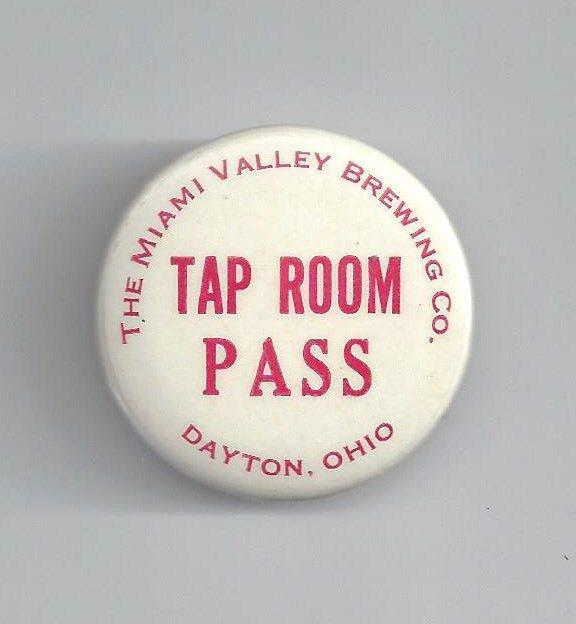 THE MIAMI VALLEY BREWING CO.
TAP ROOM
PASS
DAYTON, OHIO